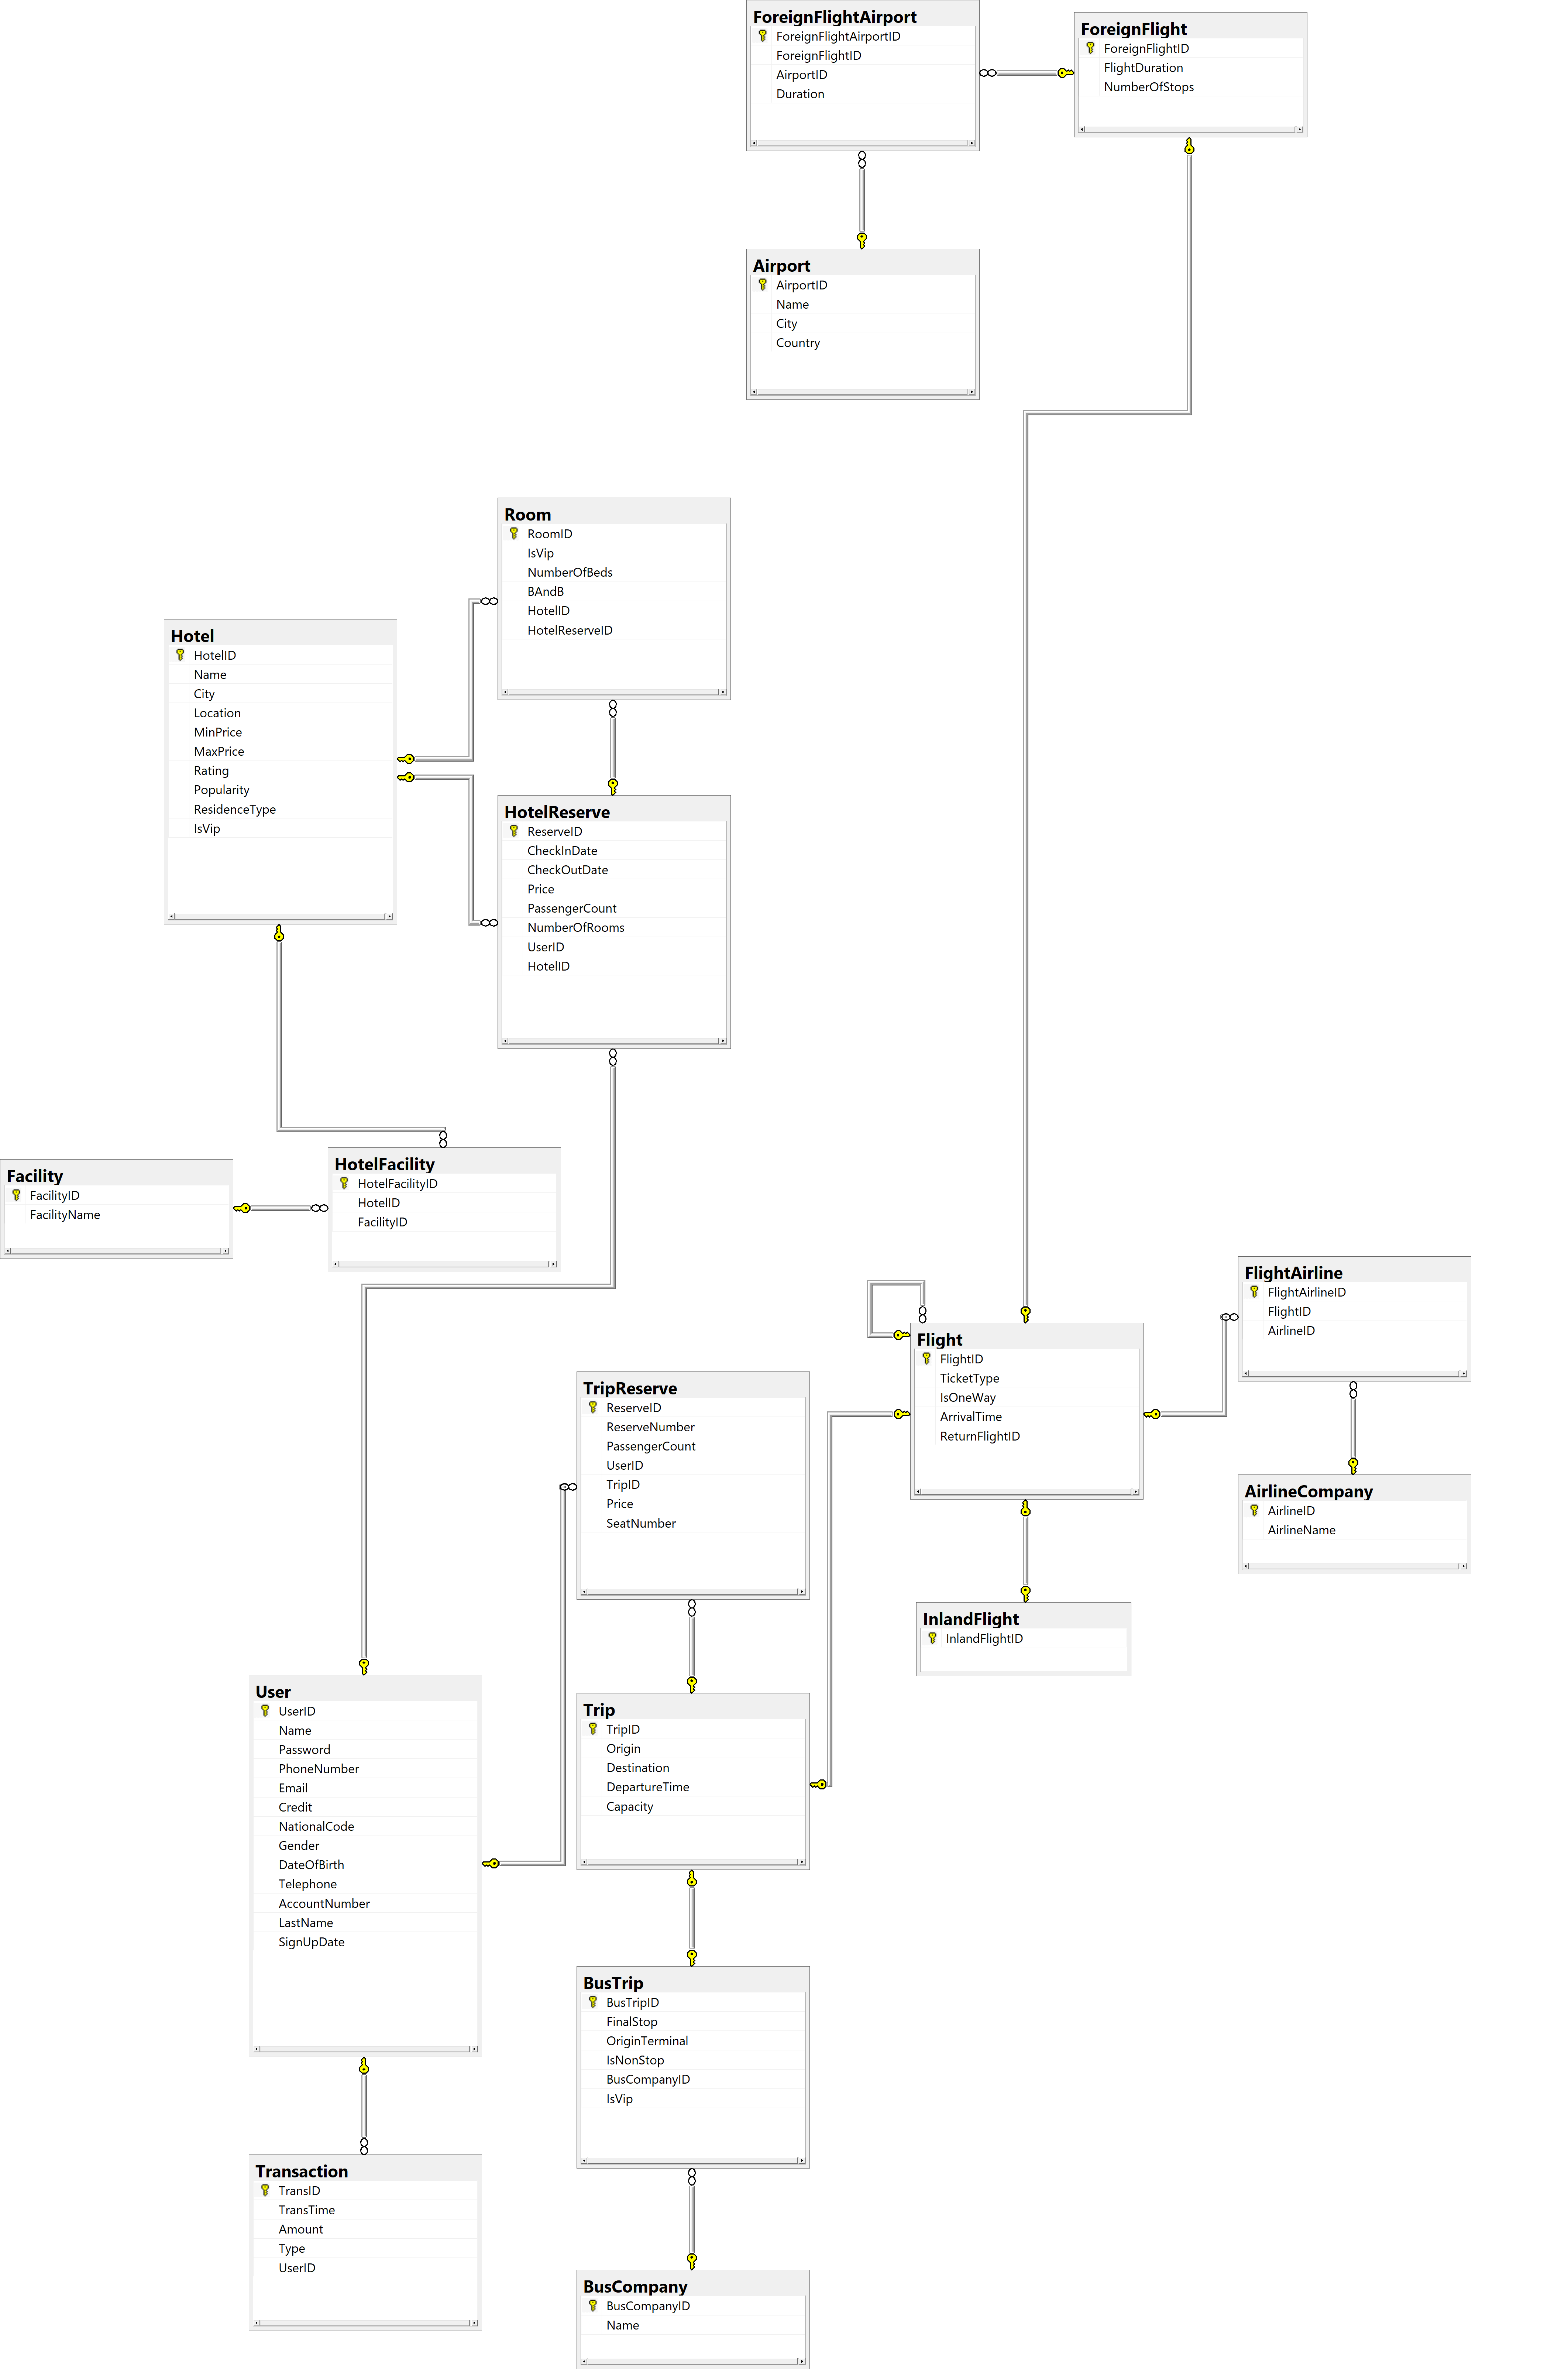 ForeignFlightAirport
ForeignFlightAirportID
ForeignFlightID
AirportID
Duration
ForeignFlight
ForeignFlightID
FlightDuration
NumberOfStops
Airport
AirportID
Name
City
Country
Room
RoomID
IsVip
NumberOfBeds
BAndB
HotelID
HotelReserveID
Hotel
HotelID
Name
City
Location
MinPrice
MaxPrice
Rating
Popularity
ResidenceType
IsVip
HotelReserve
ReserveID
CheckInDate
CheckOutDate
Price
PassengerCount
NumberOfRooms
UserID
HotelID
Facility
FacilityID
FacilityName
HotelFacility
HotelFacilityID
HotelID
FacilityID
FlightAirline
FlightAirlineID
FlightID
AirlineID
Flight
FlightID
TicketType
IsOneWay
ArrivalTime
ReturnFlightID
TripReserve
ReserveID
ReserveNumber
PassengerCount
UserID
TripID
Price
SeatNumber
AirlineCompany
AirlineID
AirlineName
InlandFlight
InlandFlightID
User
UserID
Name
Password
PhoneNumber
Email
Credit
NationalCode
Gender
DateOfBirth
Telephone
AccountNumber
LastName
SignUpDate
Trip
TripID
Origin
Destination
DepartureTime
Capacity
BusTrip
BusTripID
FinalStop
OriginTerminal
IsNonStop
BusCompanyID
IsVip
Transaction
TransID
TransTime
Amount
Type
UserID
BusCompany
BusCompanyID
Name